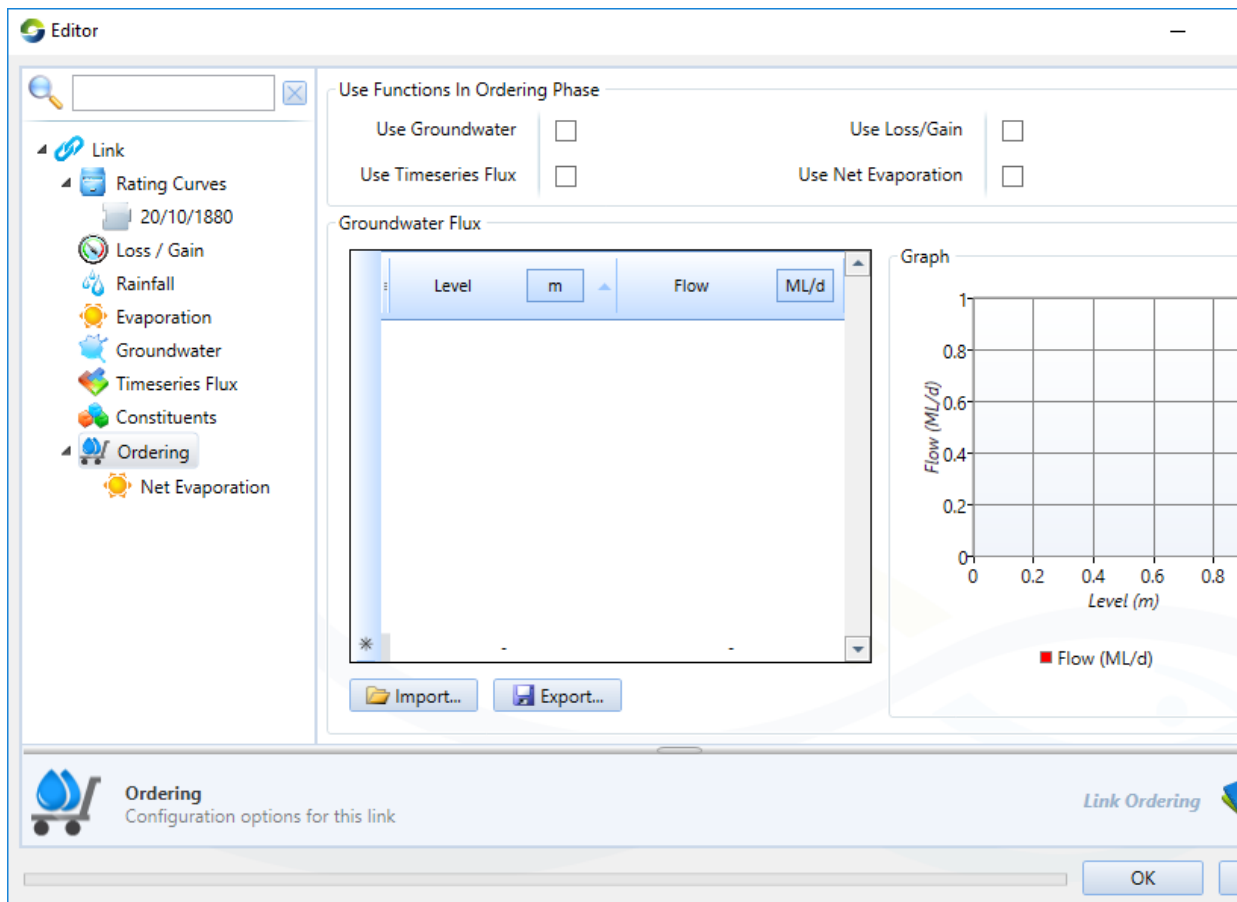 Editor
Link
Rating Curves
20/10/1880
Loss / Gain
Rainfall
Evaporation
Groundwater
Timeseries Flux
Constituents
Ordering
Net Evaporation
Use Functions In Ordering Phase
Use Groundwater
Use Loss/Gain
Use Timeseries Flux
Use Net Evaporation
Groundwater Flux
Level m Flow ML/d
- -
Import... Export...
Graph
1
0.8
0.6
0.4
0.2
0
Flow (ML/d)
0 0.2 0.4 0.6 0.8
Level (m)
Flow (ML/d)
Ordering
Configuration options for this link
Link Ordering
OK